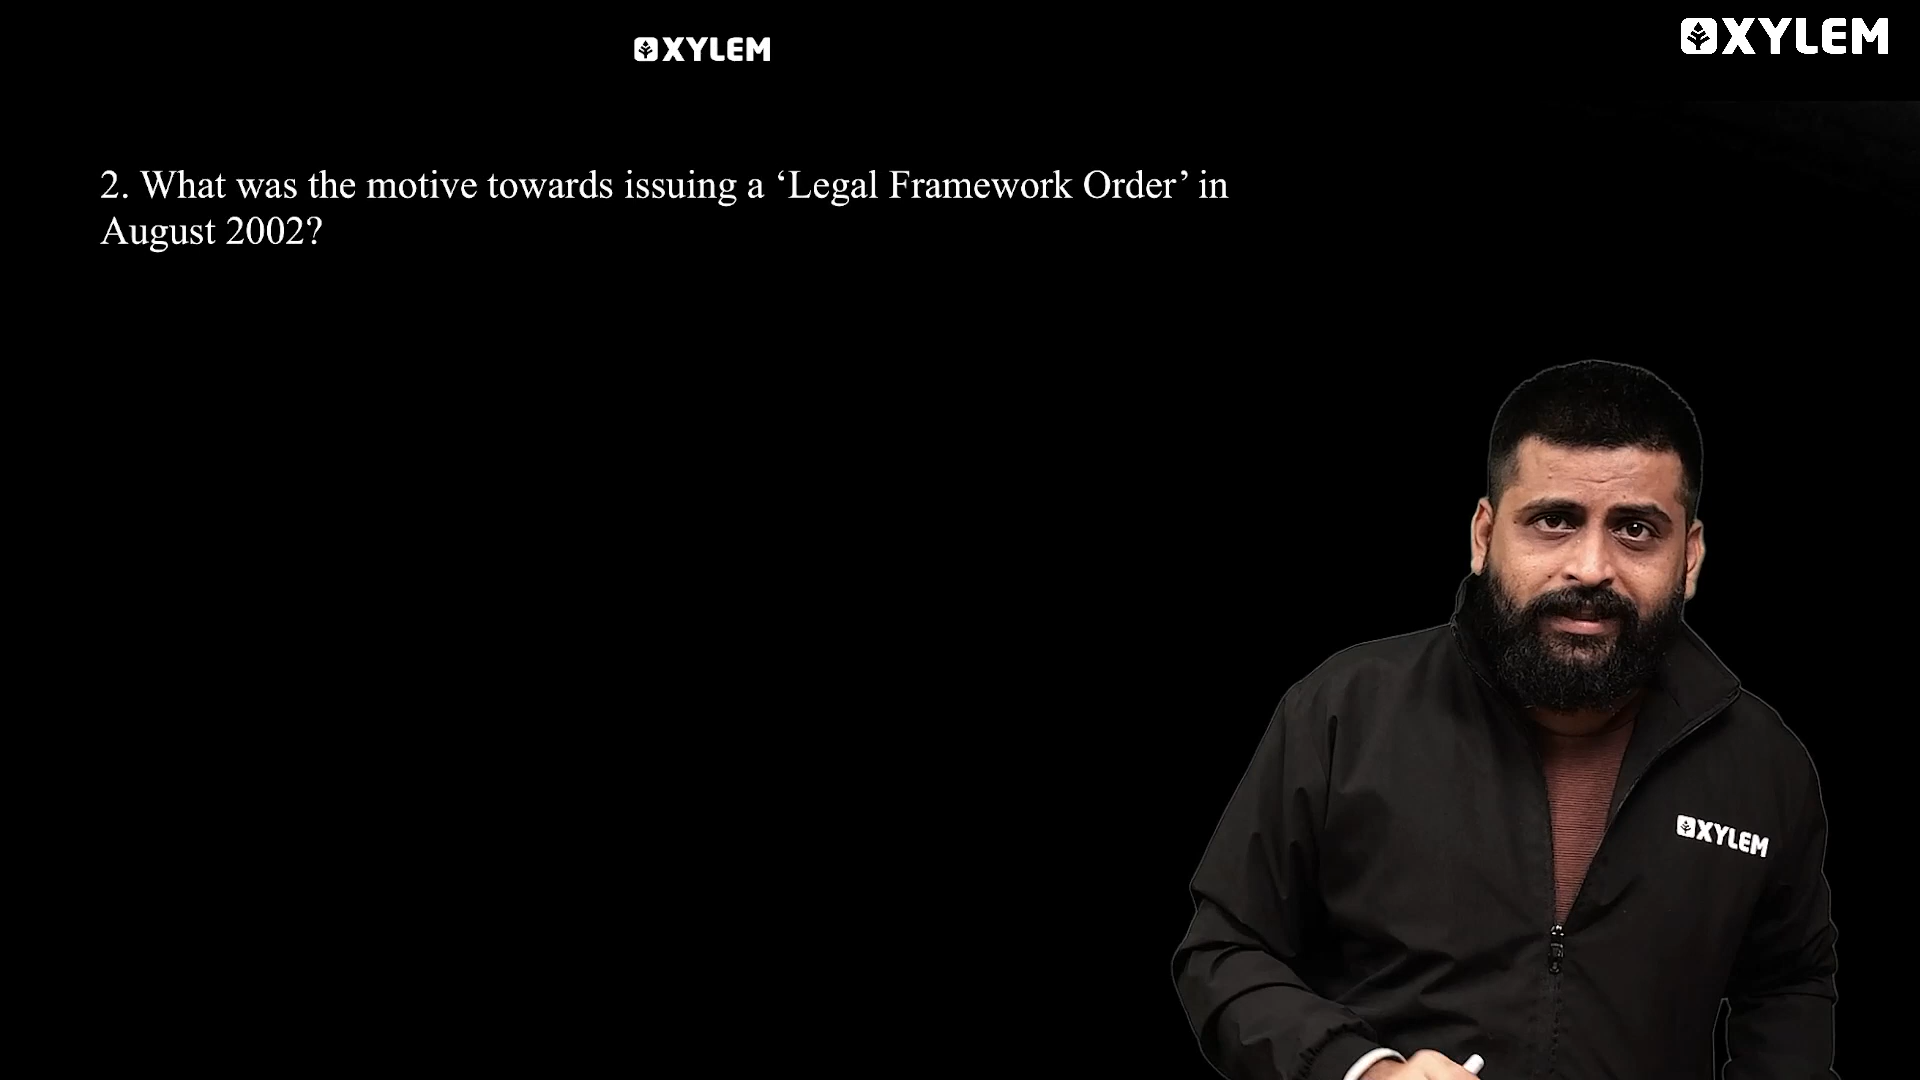 XYLEM
XYLEM
2. What was the motive towards issuing a ‘Legal Framework Order’ in
August 2002?
XYLEM